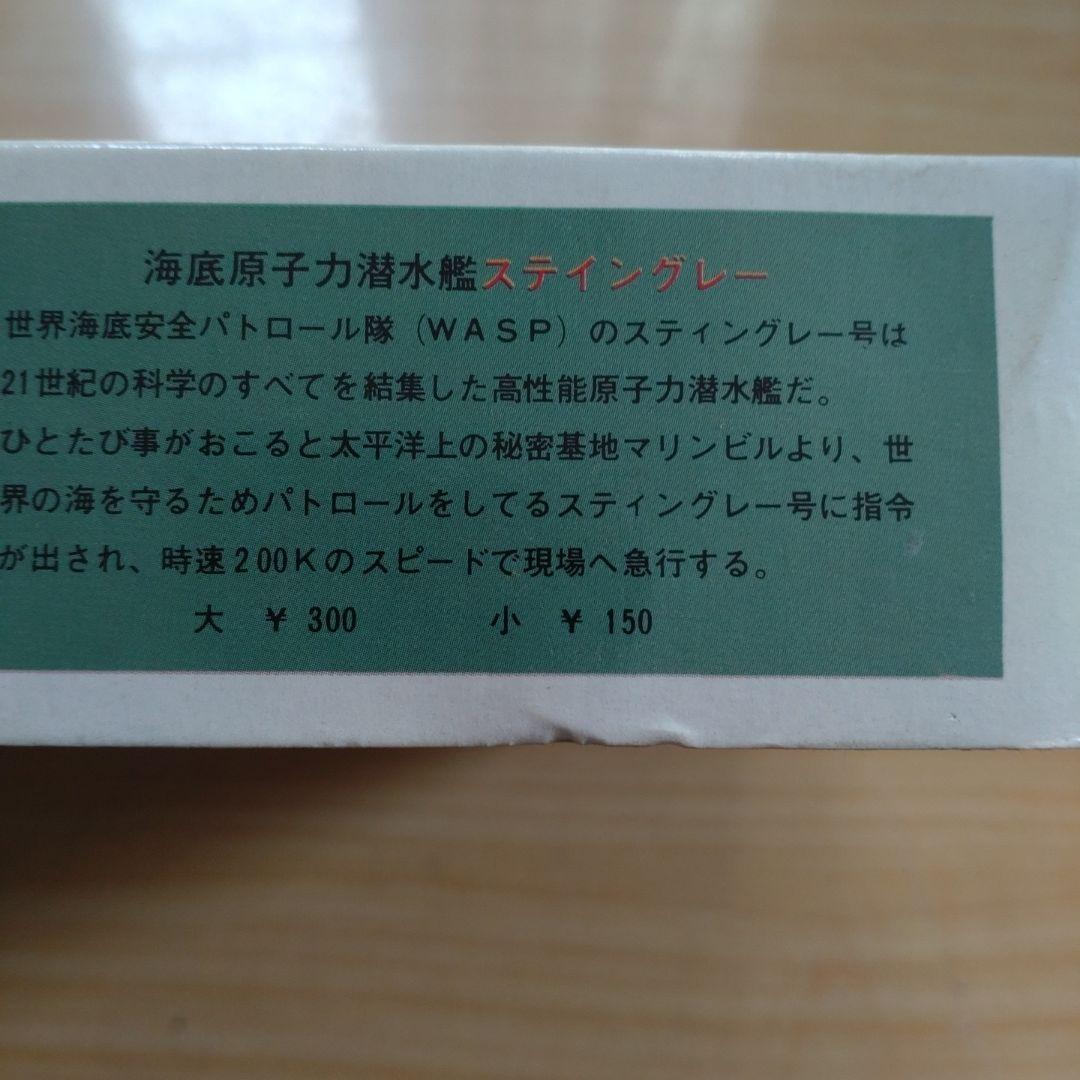 海底原子力潜水艦ステイングレー
世界海底安全パトロール隊(WASP)のスティングレー号は
21世紀の科学のすべてを結集した高性能原子力潜水艦だ。
ひとたび事がおこると太平洋上の秘密基地マリンビルより、世
界の海を守るためパトロールをしてるスティングレー号に指令
が出され、時速200Kのスピードで現場へ急行する。
大 ¥300 小 ¥150